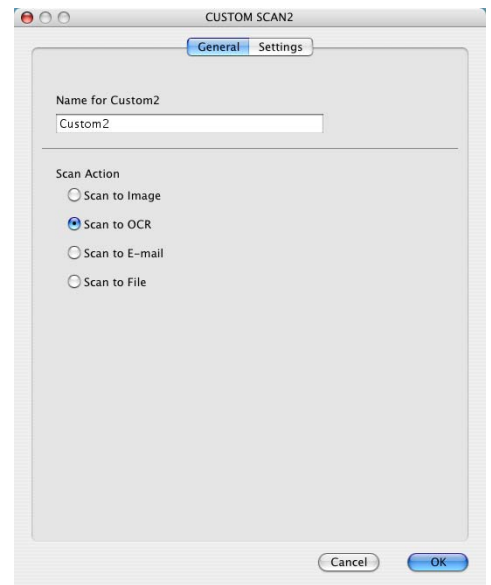 CUSTOM SCAN2
General Settings
Name for Custom2
Custom2
Scan Action
Scan to Image
Scan to OCR
Scan to E-mail
Scan to File
Cancel OK